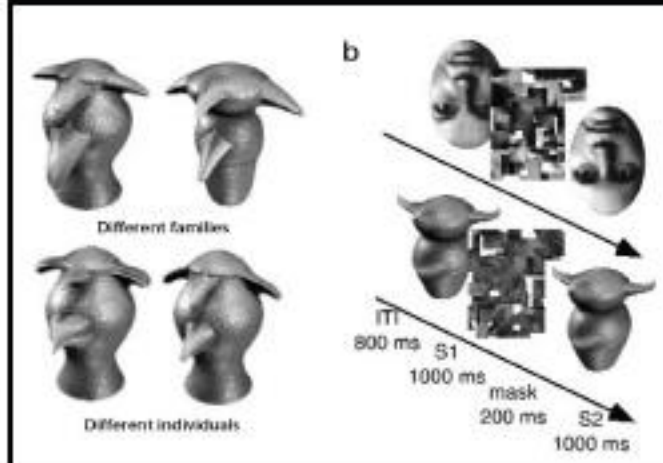 Different families
Different individuals
b
ITI
800 ms
S1
1000 ms
mask
200 ms
S2
1000 ms